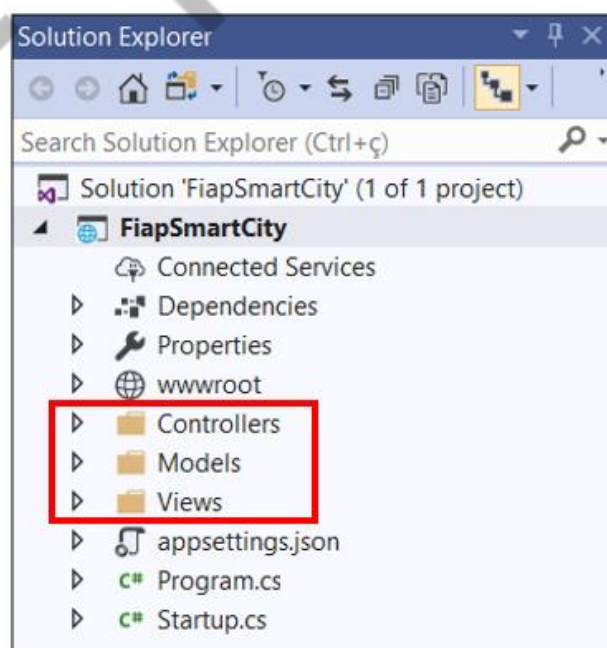 Solution Explorer
Search Solution Explorer (Ctrl+ç)
Solution 'FiapSmartCity' (1 of 1 project)
FiapSmartCity
Connected Services
Dependencies
Properties
wwwroot
Controllers
Models
Views
appsettings.json
C# Program.cs
C# Startup.cs